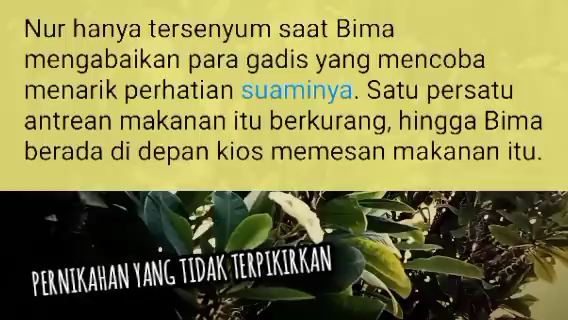 Nur hanya tersenyum saat Bima
mengabaikan para gadis yang mencoba
menarik perhatian suaminya. Satu persatu
antrean makanan itu berkurang, hingga Bima
berada di depan kios memesan makanan itu.
PERNIKAHAN YANG TIDAK TERPIKIRKAN